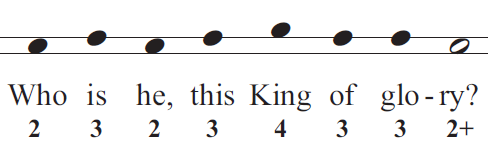 Who is he, this King of glo - ry?
2 3 2 3 4 3 3 2+